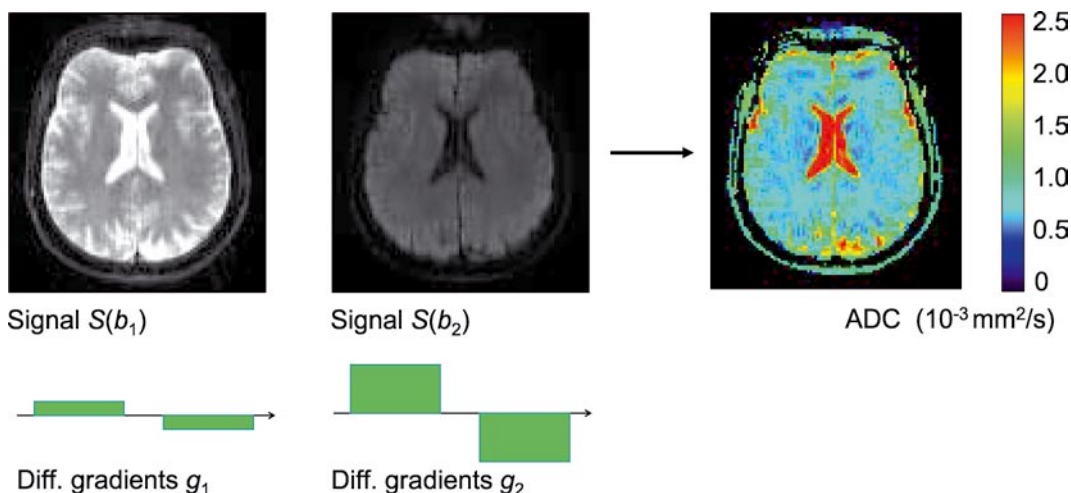 2.5
2.0
1.5
1.0
0.5
0
Signal S(b₁)
Signal S(b₂)
ADC (10⁻³ mm²/s)
Diff. gradients g₁
Diff. gradients g₂